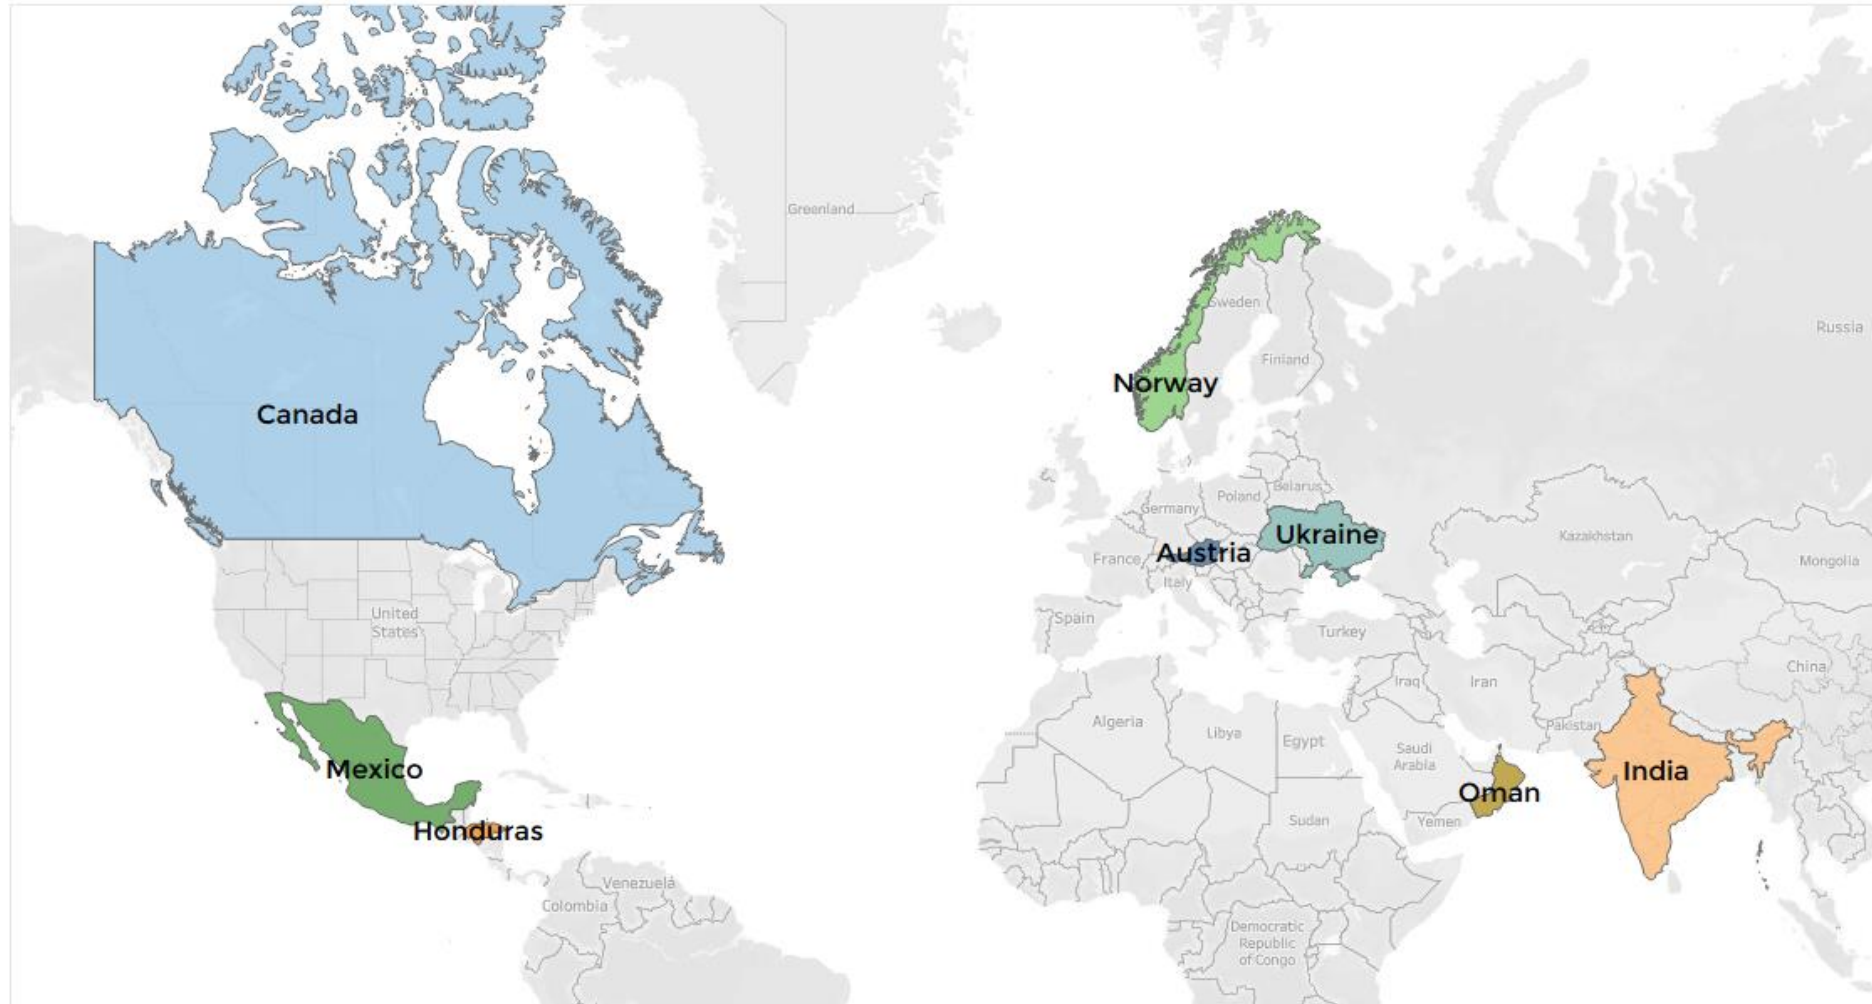 Greenland
Russia
Sweden
Finland
Norway
Canada
Belarus
Poland
Germany
Ukraine
Kazakhstan
Austria
France
Mongolia
Italy
United
States
Spain
Turkey
China
Iraq
Iran
Algeria
Libya
Egypt
Pakistan
Saudi
Arabia
Mexico
India
Oman
Sudan
Yemen
Honduras
Venezuela
Colombia
Democratic
Republic
of Congo